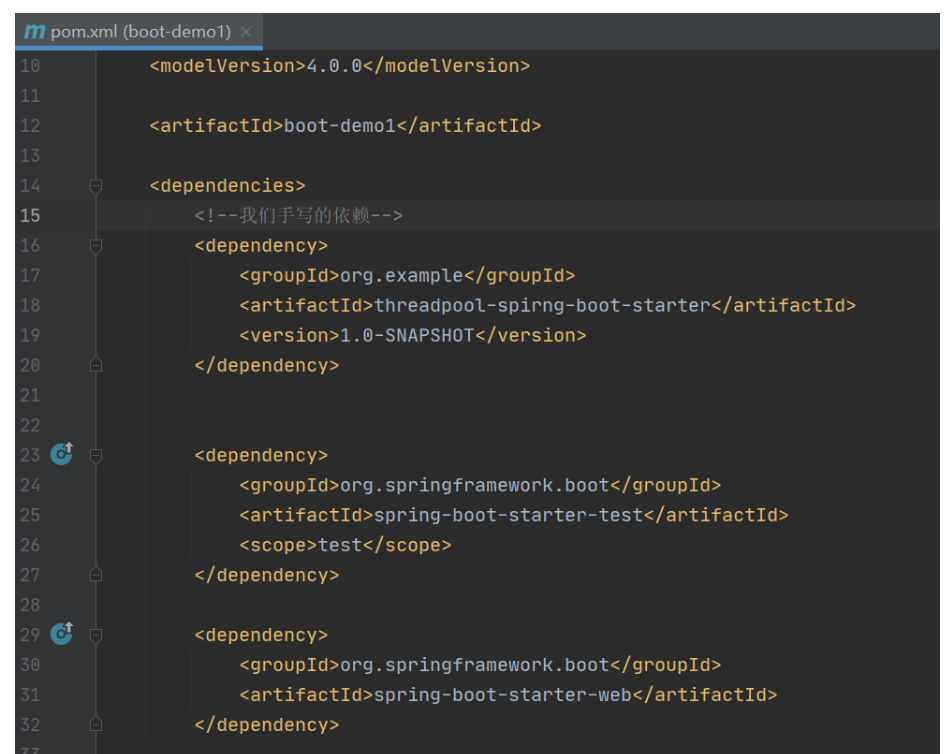 pom.xml (boot-demo1)
10 <modelVersion>4.0.0</modelVersion>
11
12 <artifactId>boot-demo1</artifactId>
13
14 <dependencies>
15 <!--我们手写的依赖-->
16 <dependency>
17 <groupId>org.example</groupId>
18 <artifactId>threadpool-spirng-boot-starter</artifactId>
19 <version>1.0-SNAPSHOT</version>
20 </dependency>
21
22
23 <dependency>
24 <groupId>org.springframework.boot</groupId>
25 <artifactId>spring-boot-starter-test</artifactId>
26 <scope>test</scope>
27 </dependency>
28
29 <dependency>
30 <groupId>org.springframework.boot</groupId>
31 <artifactId>spring-boot-starter-web</artifactId>
32 </dependency>
33